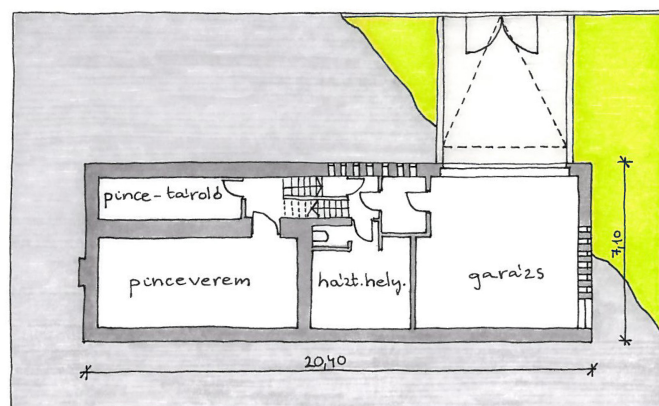 pince-tároló
pinceverem
házt.hely.
garázs
7,10
20,40